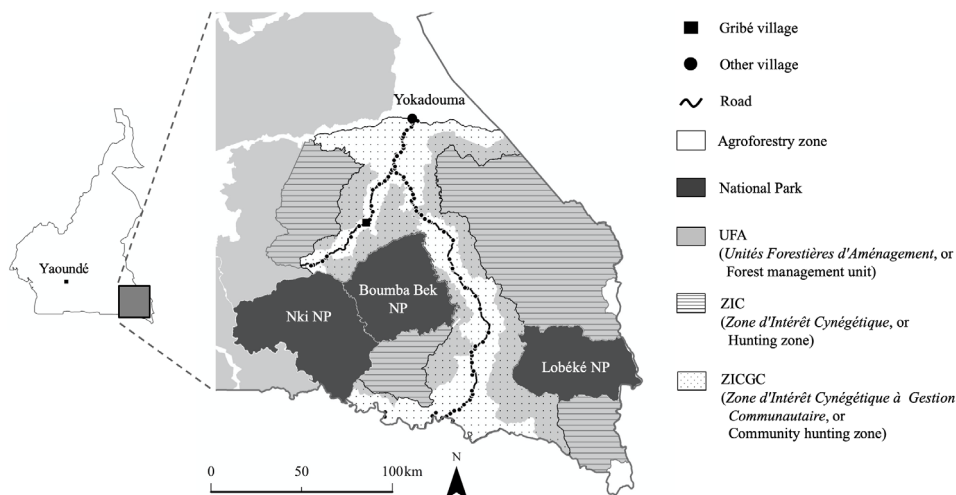 Yaoundé
Yokadouma
Boumba Bek
NP
Nki NP
Lobéké NP
0
50
100km
N
Gribé village
Other village
Road
Agroforestry zone
National Park
UFA
(Unités Forestières d'Aménagement, or
Forest management unit)
ZIC
(Zone d'Intérêt Cynégétique, or
Hunting zone)
ZICGC
(Zone d'Intérêt Cynégétique à Gestion
Communautaire, or
Community hunting zone)